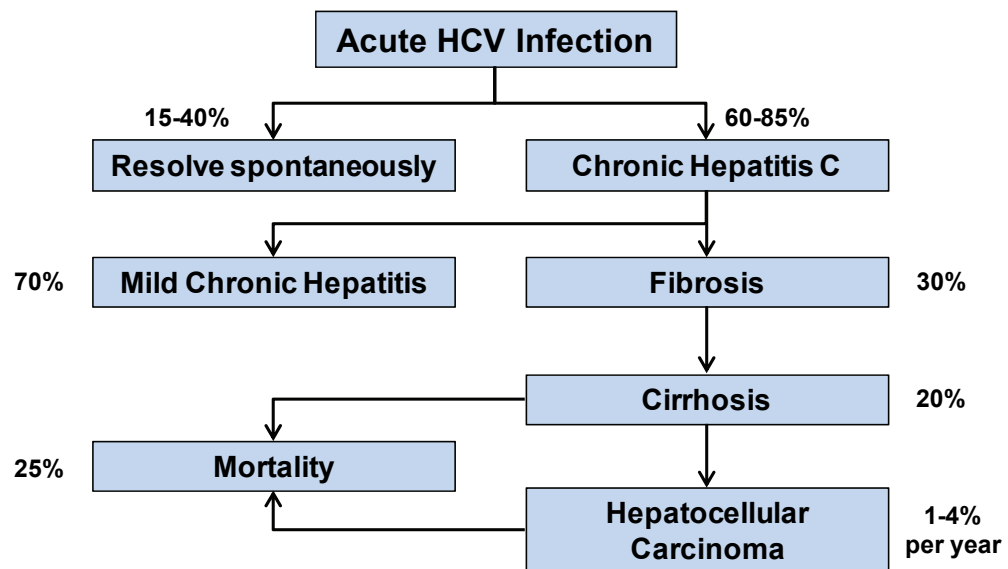 Acute HCV Infection
15-40%
60-85%
Resolve spontaneously
Chronic Hepatitis C
70%
Mild Chronic Hepatitis
Fibrosis
30%
Cirrhosis
20%
25%
Mortality
Hepatocellular
Carcinoma
1-4%
per year